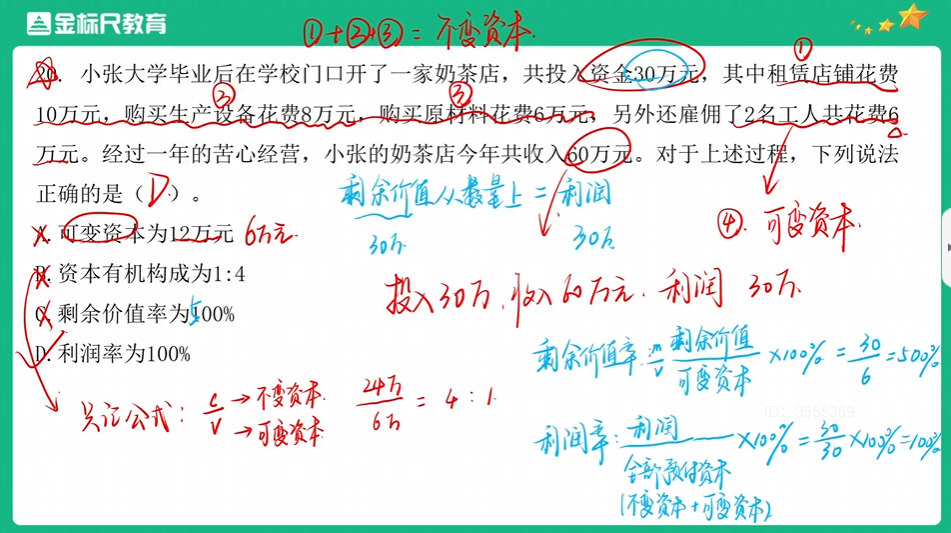 金标尺教育
①+②+③=不变资本.
20. 小张大学毕业后在学校门口开了一家奶茶店，共投入资金30万元，其中租赁店铺花费
①
10万元，购买生产设备花费8万元，购买原材料花费6万元，另外还雇佣了2名工人共花费6
② ③
万元。经过一年的苦心经营，小张的奶茶店今年共收入60万元。对于上述过程，下列说法
正确的是（D）。
剩余价值从数量上=利润
30万 30万
④.可变资本.
A. 可变资本为12万元 6万元
B. 资本有机构成为1:4
C. 剩余价值率为100% 5
D. 利润率为100%
投入30万,收入60万元.利润 30万.
剩余价值率: m/v 剩余价值/可变资本 ×100% = 30/6 = 500%
共记公式: c/v →不变资本. →可变资本 24万/6万 = 4:1.
ID: 3555369
利润率: 利润/全部预付资本 ×100% = 30/30 ×100% = 100%
(不变资本+可变资本)